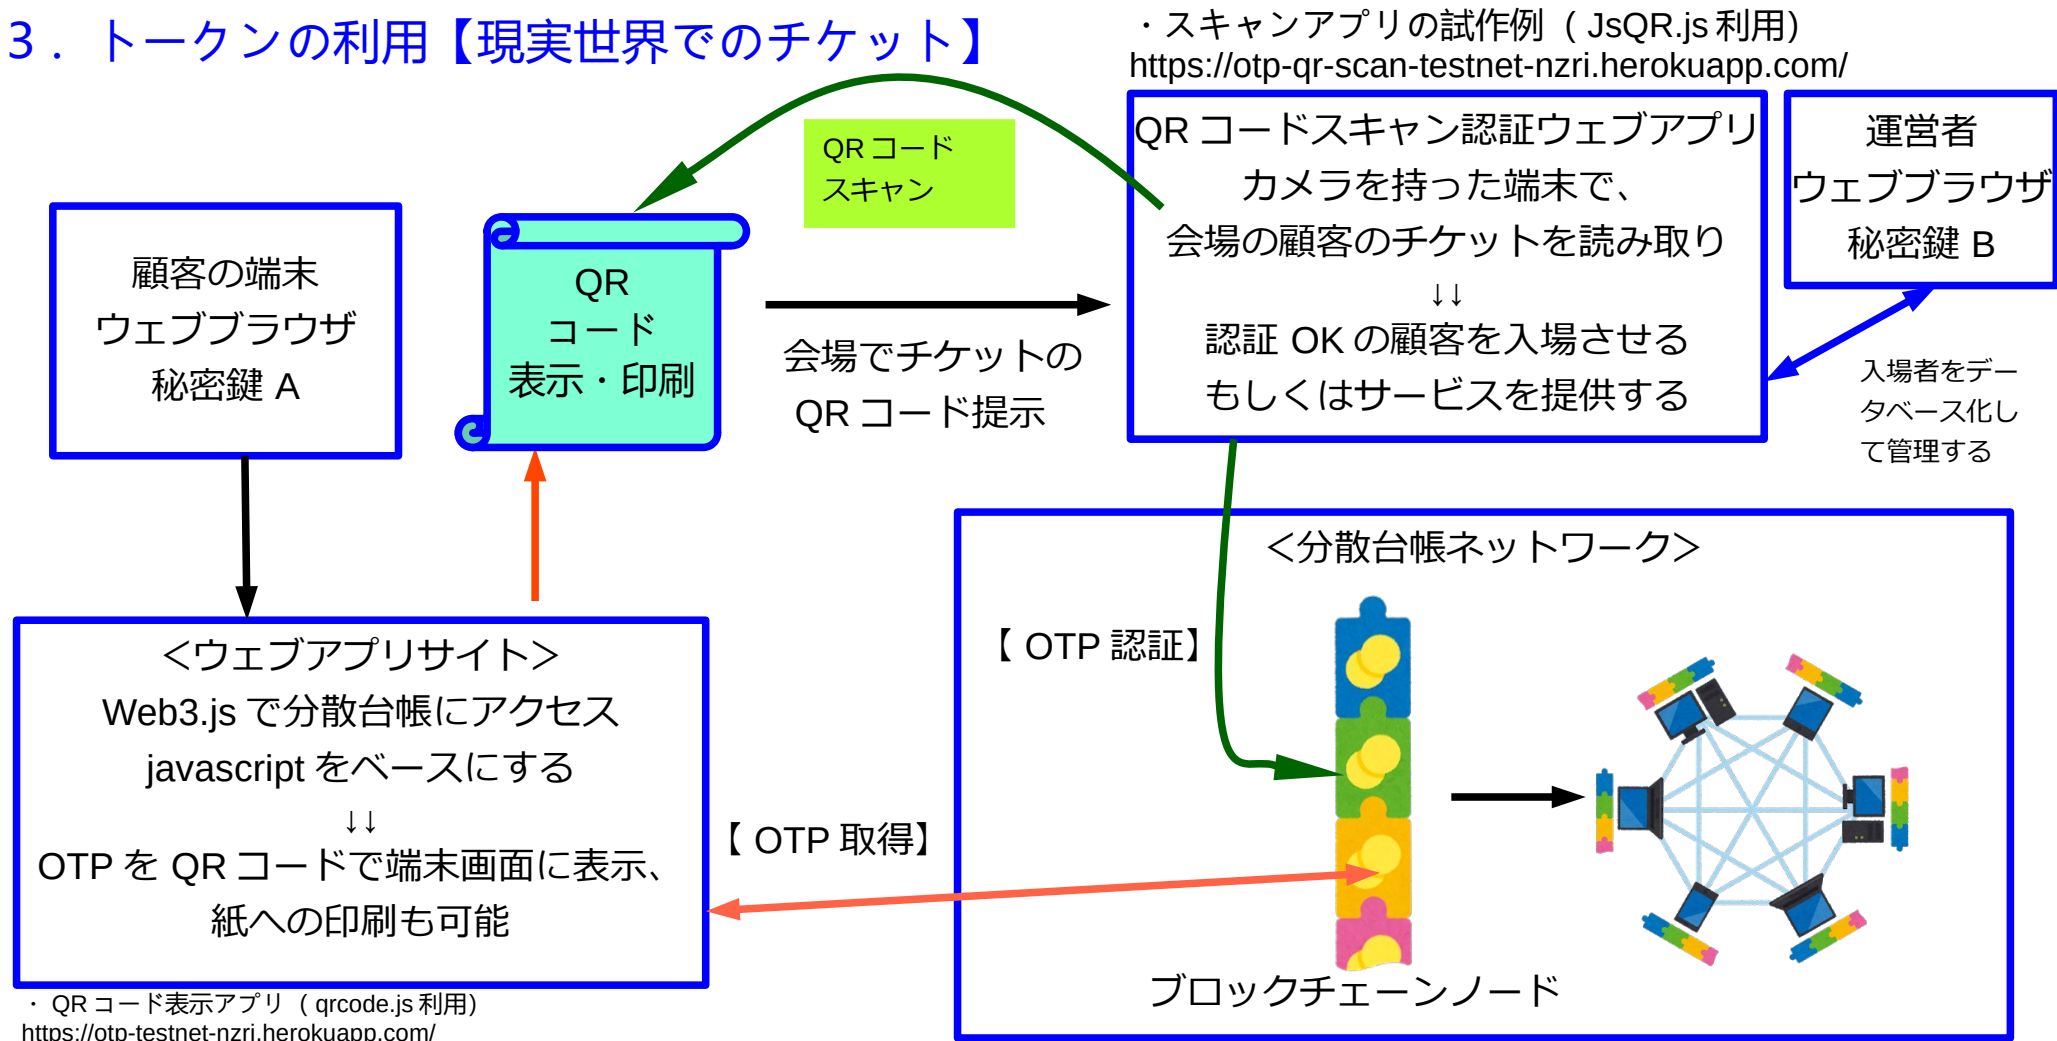 ３．トークンの利用【現実世界でのチケット】
・スキャンアプリの試作例（JsQR.js利用）
https://otp-qr-scan-testnet-nzri.herokuapp.com/
顧客の端末
ウェブブラウザ
秘密鍵 A
QR
コード
表示・印刷
QRコード
スキャン
会場でチケットの
QRコード提示
QRコードスキャン認証ウェブアプリ
カメラを持った端末で、
会場の顧客のチケットを読み取り
↓↓
認証 OKの顧客を入場させる
もしくはサービスを提供する
運営者
ウェブブラウザ
秘密鍵 B
入場者をデー
タベース化し
て管理する
＜ウェブアプリサイト＞
Web3.jsで分散台帳にアクセス
javascriptをベースにする
↓↓
OTPを QRコードで端末画面に表示、
紙への印刷も可能
・ QRコード表示アプリ（qrcode.js利用）
https://otp-testnet-nzri.herokuapp.com/
【 OTP取得】
＜分散台帳ネットワーク＞
【 OTP認証】
ブロックチェーンノード